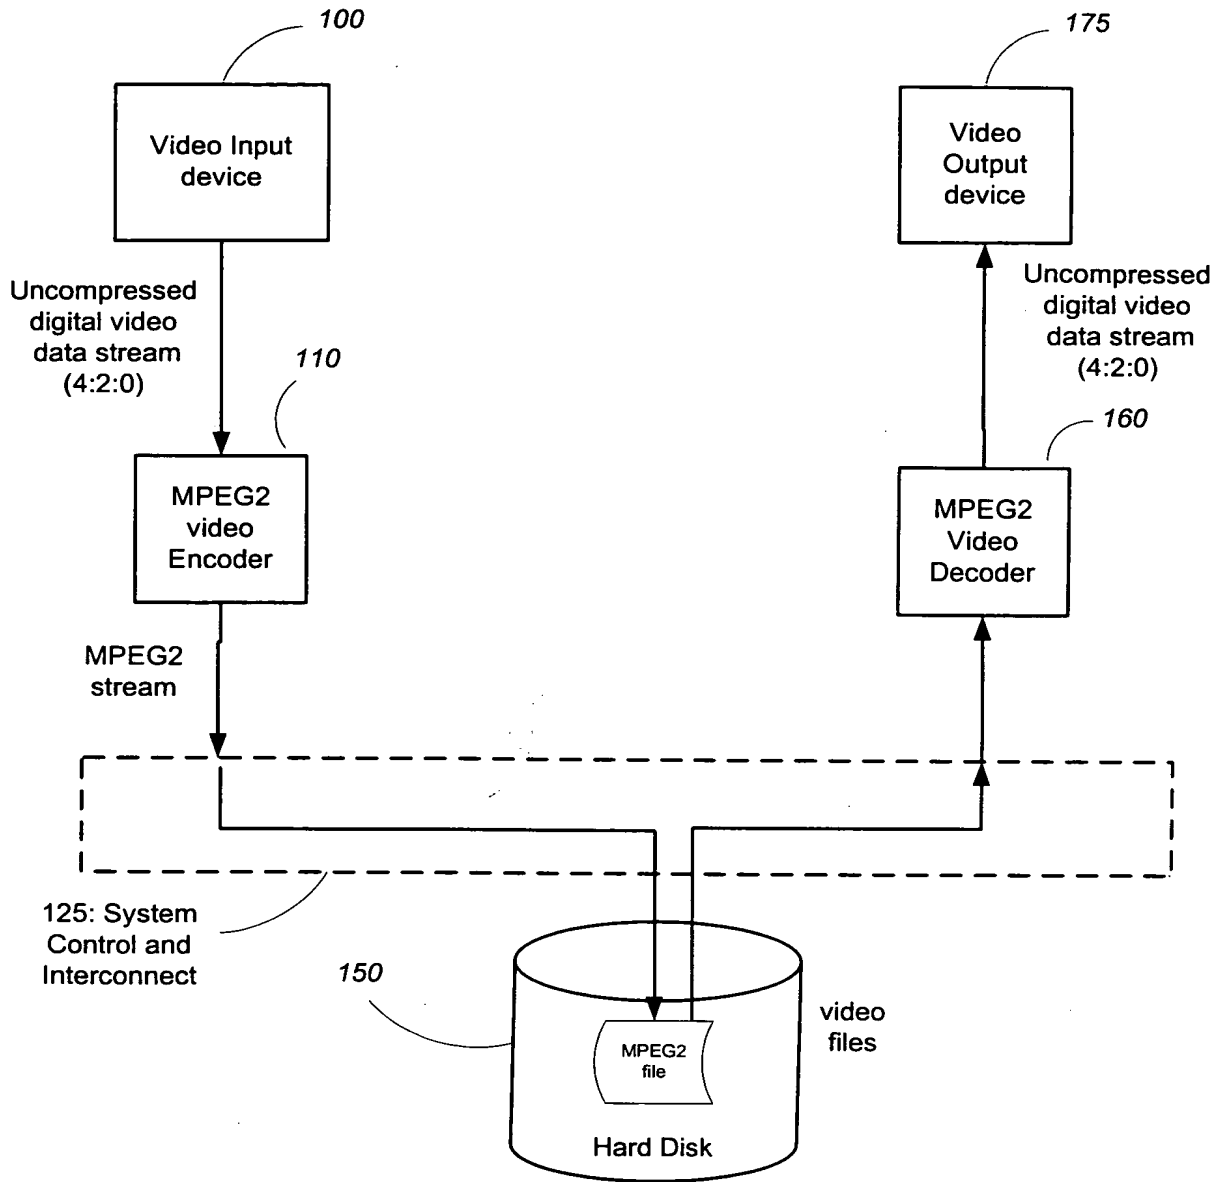 100
175
Video Input
device
Video
Output
device
Uncompressed
digital video
data stream
(4:2:0)
Uncompressed
digital video
data stream
(4:2:0)
110
160
MPEG2
video
Encoder
MPEG2
Video
Decoder
MPEG2
stream
125: System
Control and
Interconnect
150
video
files
MPEG2
file
Hard Disk